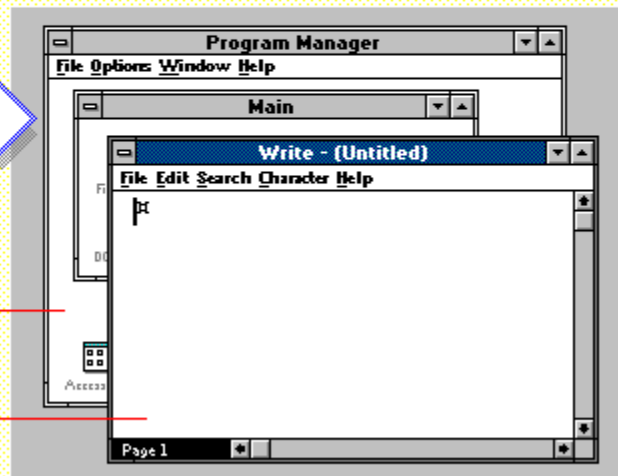 Program Manager
File Options Window Help
Main
Write - (Untitled)
File Edit Search Character Help
Page 1